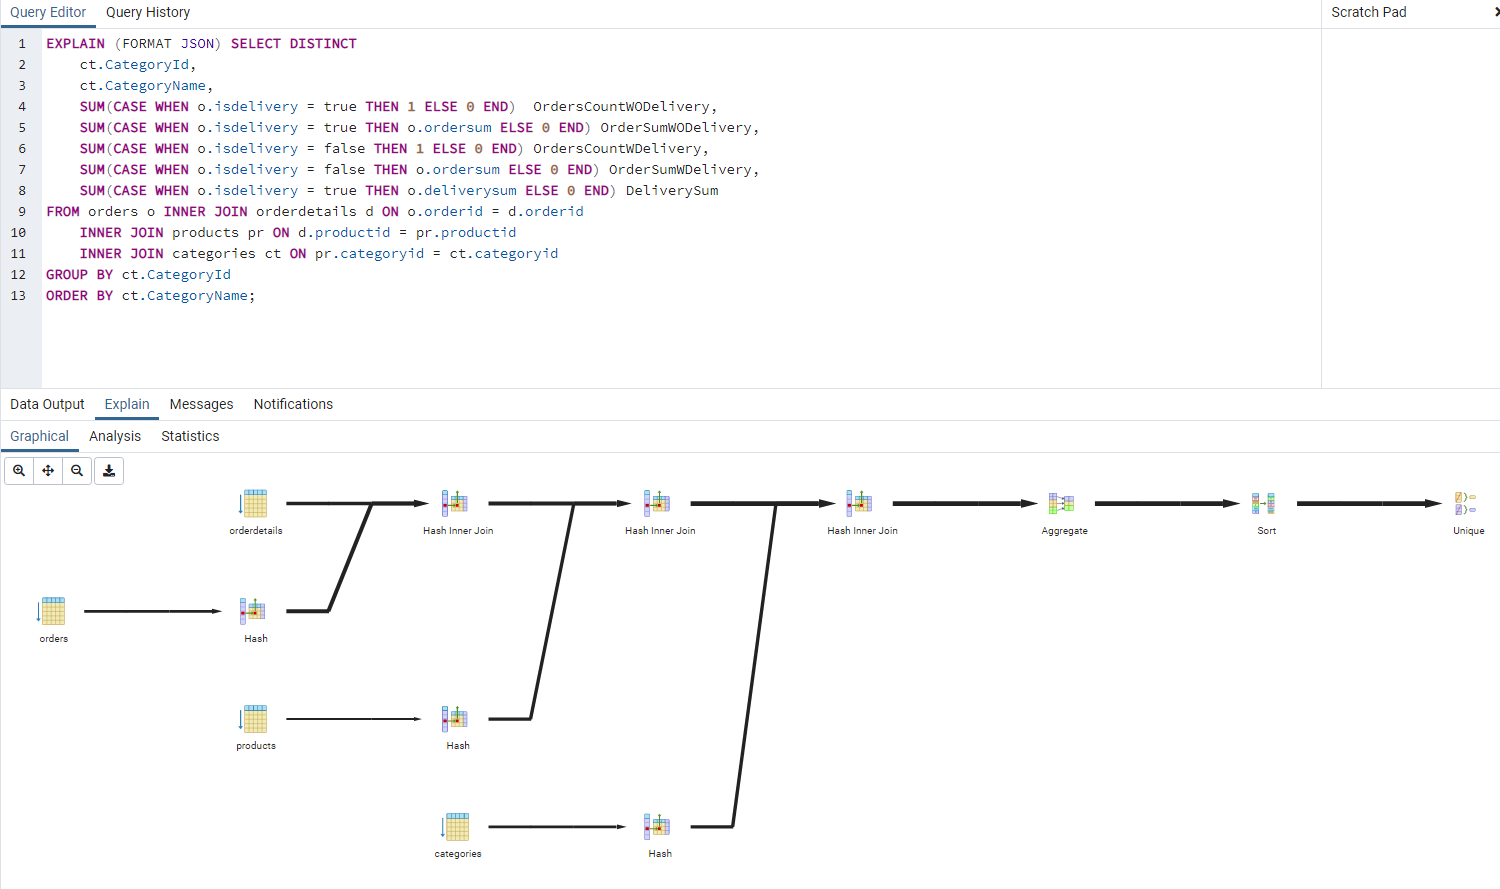 Query Editor Query History Scratch Pad
1 EXPLAIN (FORMAT JSON) SELECT DISTINCT
2 ct.CategoryId,
3 ct.CategoryName,
4 SUM(CASE WHEN o.isdelivery = true THEN 1 ELSE 0 END) OrdersCountWODelivery,
5 SUM(CASE WHEN o.isdelivery = true THEN o.ordersum ELSE 0 END) OrderSumWODelivery,
6 SUM(CASE WHEN o.isdelivery = false THEN 1 ELSE 0 END) OrdersCountWDelivery,
7 SUM(CASE WHEN o.isdelivery = false THEN o.ordersum ELSE 0 END) OrderSumWDelivery,
8 SUM(CASE WHEN o.isdelivery = true THEN o.deliverysum ELSE 0 END) DeliverySum
9 FROM orders o INNER JOIN orderdetails d ON o.orderid = d.orderid
10 INNER JOIN products pr ON d.productid = pr.productid
11 INNER JOIN categories ct ON pr.categoryid = ct.categoryid
12 GROUP BY ct.CategoryId
13 ORDER BY ct.CategoryName;
Data Output Explain Messages Notifications
Graphical Analysis Statistics
orderdetails Hash Inner Join Hash Inner Join Hash Inner Join Aggregate Sort Unique
orders Hash
products Hash
categories Hash